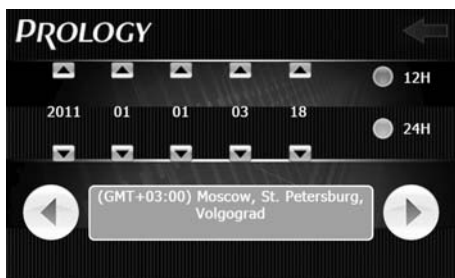 PROLOGY
12H
2011 01 01 03 18
24H
(GMT+03:00) Moscow, St. Petersburg,
Volgograd